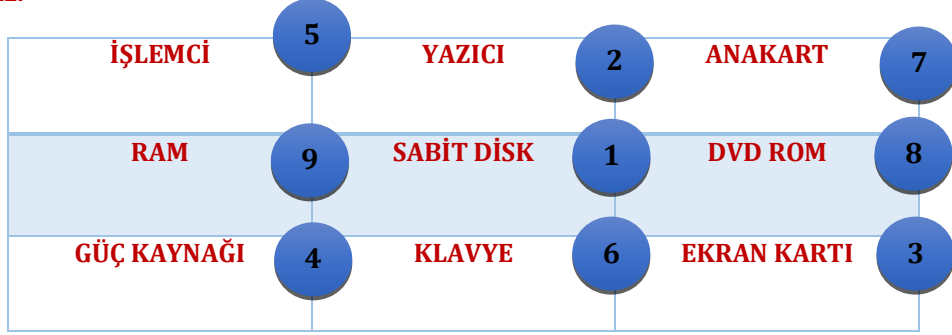 İŞLEMCİ 5 YAZICI 2 ANAKART 7
RAM 9 SABİT DİSK 1 DVD ROM 8
GÜÇ KAYNAĞI 4 KLAVYE 6 EKRAN KARTI 3